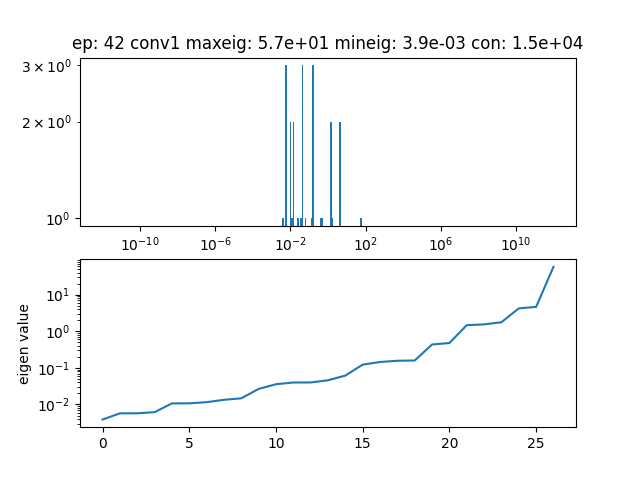 ep: 42 conv1 maxeig: 5.7e+01 mineig: 3.9e-03 con: 1.5e+04
3 × 10⁰
2 × 10⁰
10⁰
10⁻¹⁰ 10⁻⁶ 10⁻² 10² 10⁶ 10¹⁰
eigen value
10¹
10⁰
10⁻¹
10⁻²
0 5 10 15 20 25